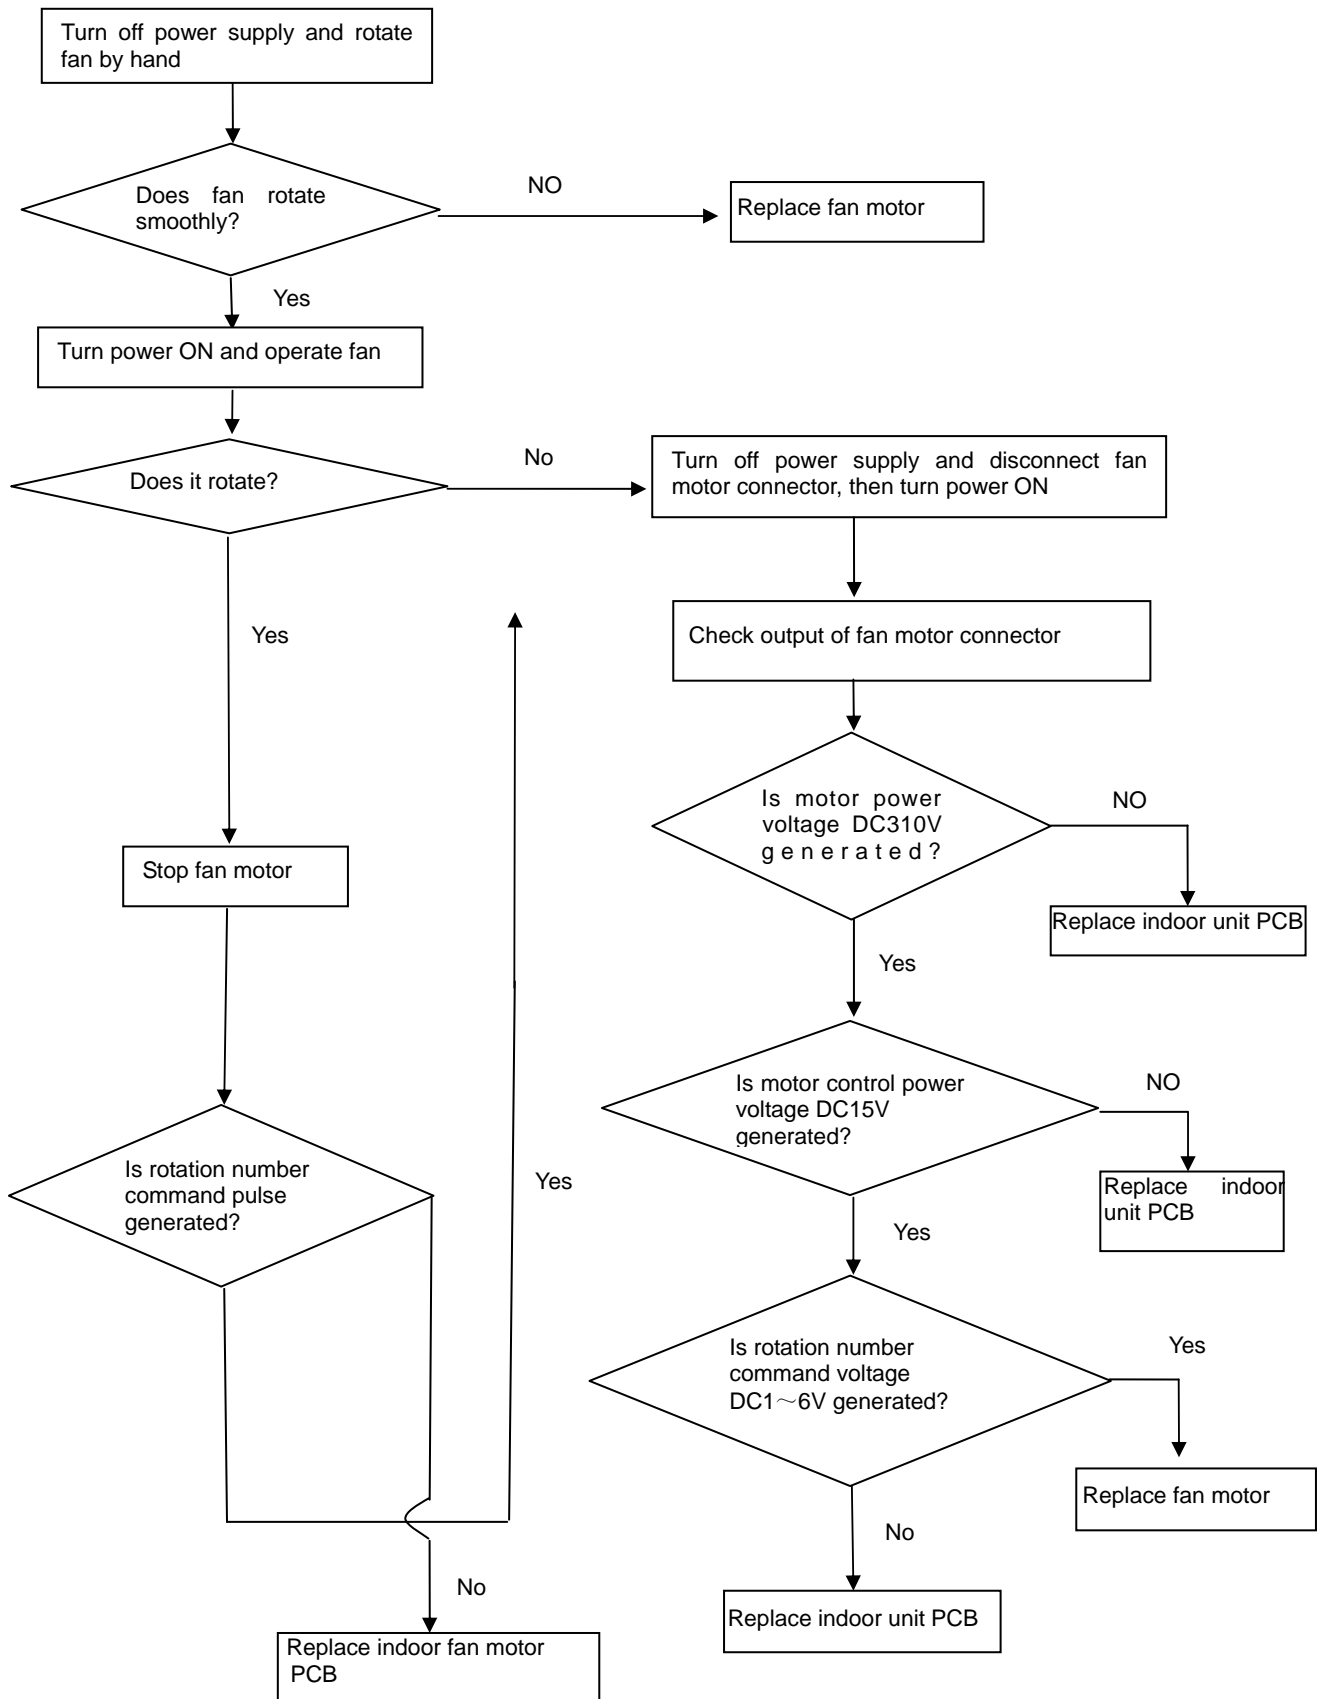 Turn off power supply and rotate
fan by hand
Does fan rotate
smoothly?
NO
Replace fan motor
Yes
Turn power ON and operate fan
Does it rotate?
No
Turn off power supply and disconnect fan
motor connector, then turn power ON
Yes
Check output of fan motor connector
Is motor power
voltage DC310V
generated?
NO
Replace indoor unit PCB
Stop fan motor
Yes
Is motor control power
voltage DC15V
generated?
NO
Replace indoor
unit PCB
Is rotation number
command pulse
generated?
Yes
Yes
Is rotation number
command voltage
DC1～6V generated?
Yes
Replace fan motor
No
Replace indoor unit PCB
No
Replace indoor fan motor
PCB